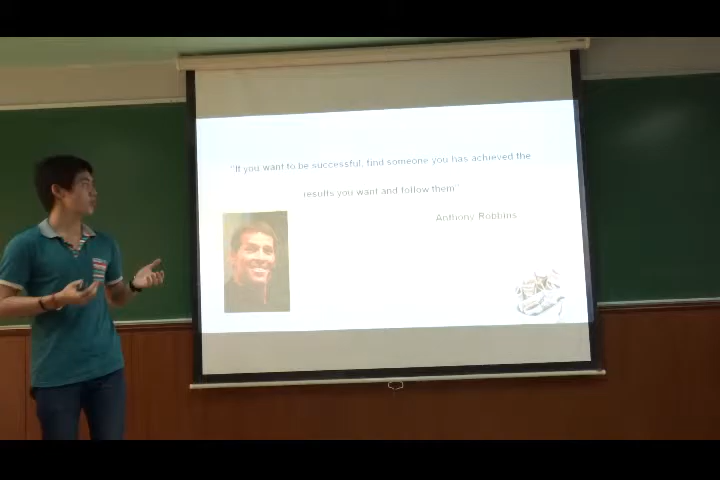 "If you want to be successful, find someone you has achieved the
results you want and follow them"
Anthony Robbins